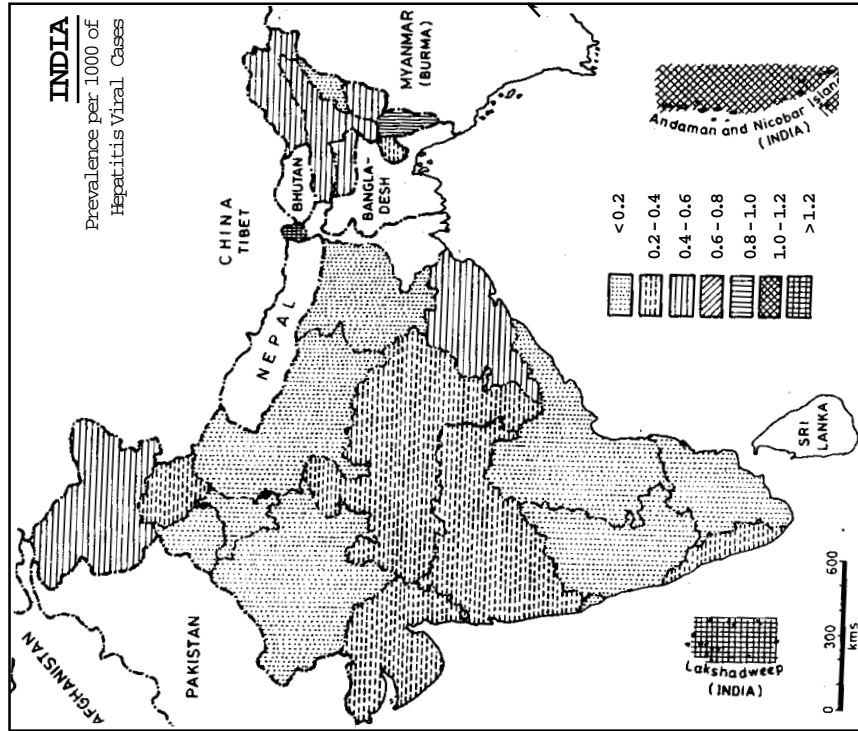 INDIA
Prevalence per 1000 of
Hepatitis Viral Cases
AFGHANISTAN
PAKISTAN
CHINA
TIBET
NEPAL
BHUTAN
BANGLA-
DESH
MYANMAR
(BURMA)
SRI
LANKA
Andaman and Nicobar Island
(INDIA)
Lakshadweep
(INDIA)
<0.2
0.2-0.4
0.4-0.6
0.6-0.8
0.8-1.0
1.0-1.2
>1.2
0 300 600
kms